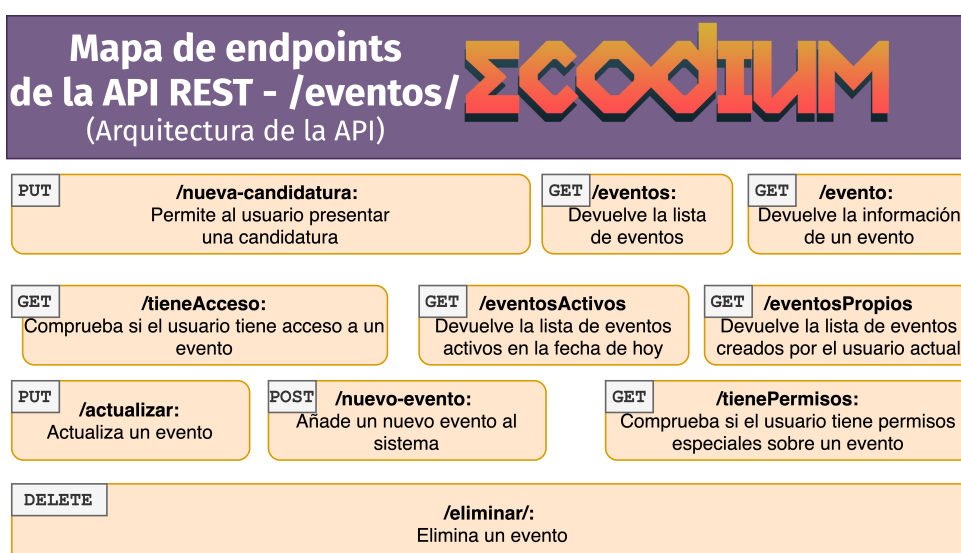 Mapa de endpoints
de la API REST - /eventos/
(Arquitectura de la API)
ECODIUM
PUT
/nueva-candidatura:
Permite al usuario presentar
una candidatura
GET
/eventos:
Devuelve la lista
de eventos
GET
/evento:
Devuelve la información
de un evento
GET
/tieneAcceso:
Comprueba si el usuario tiene acceso a un
evento
GET
/eventosActivos
Devuelve la lista de eventos
activos en la fecha de hoy
GET
/eventosPropios
Devuelve la lista de eventos
creados por el usuario actual
PUT
/actualizar:
Actualiza un evento
POST
/nuevo-evento:
Añade un nuevo evento al
sistema
GET
/tienePermisos:
Comprueba si el usuario tiene permisos
especiales sobre un evento
DELETE
/eliminar/:
Elimina un evento